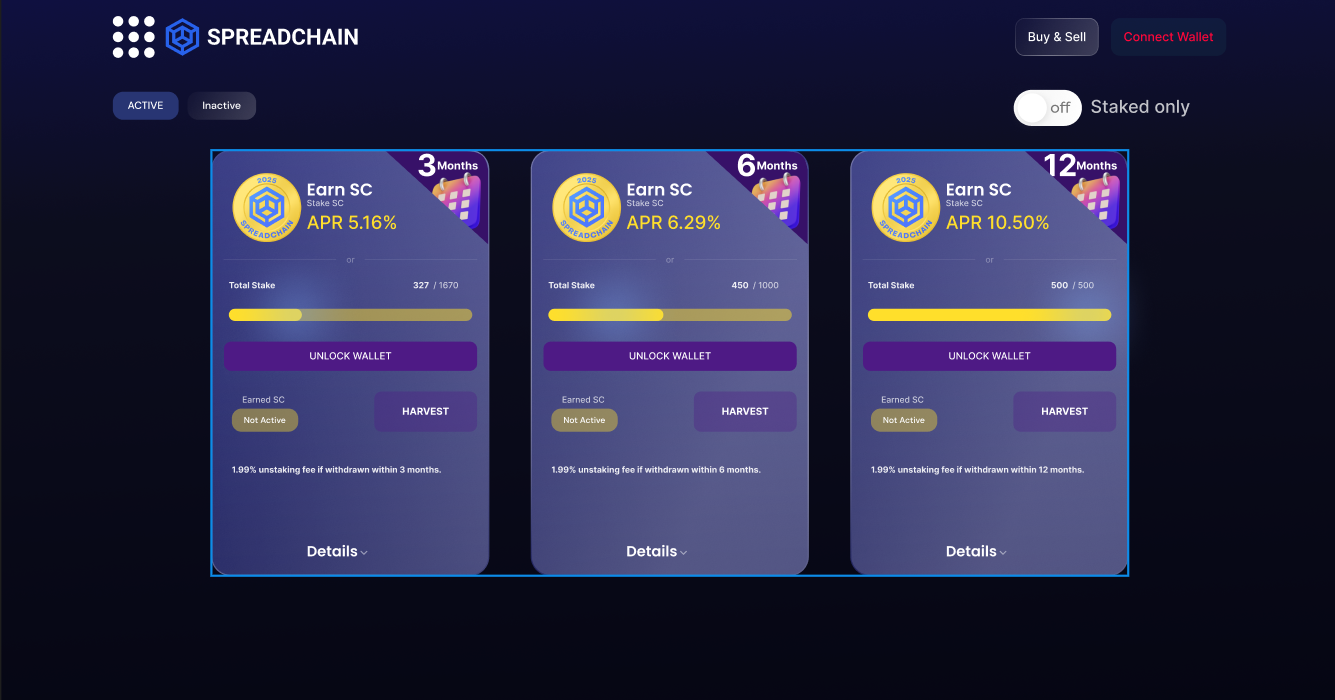 SPREADCHAIN
Buy & Sell
Connect Wallet
ACTIVE
Inactive
off
Staked only
3 Months
2025
SPREADCHAIN
Earn SC
Stake SC
APR 5.16%
or
Total Stake
327 / 1670
UNLOCK WALLET
Earned SC
Not Active
HARVEST
1.99% unstaking fee if withdrawn within 3 months.
Details
6 Months
2025
SPREADCHAIN
Earn SC
Stake SC
APR 6.29%
or
Total Stake
450 / 1000
UNLOCK WALLET
Earned SC
Not Active
HARVEST
1.99% unstaking fee if withdrawn within 6 months.
Details
12 Months
2025
SPREADCHAIN
Earn SC
Stake SC
APR 10.50%
or
Total Stake
500 / 500
UNLOCK WALLET
Earned SC
Not Active
HARVEST
1.99% unstaking fee if withdrawn within 12 months.
Details